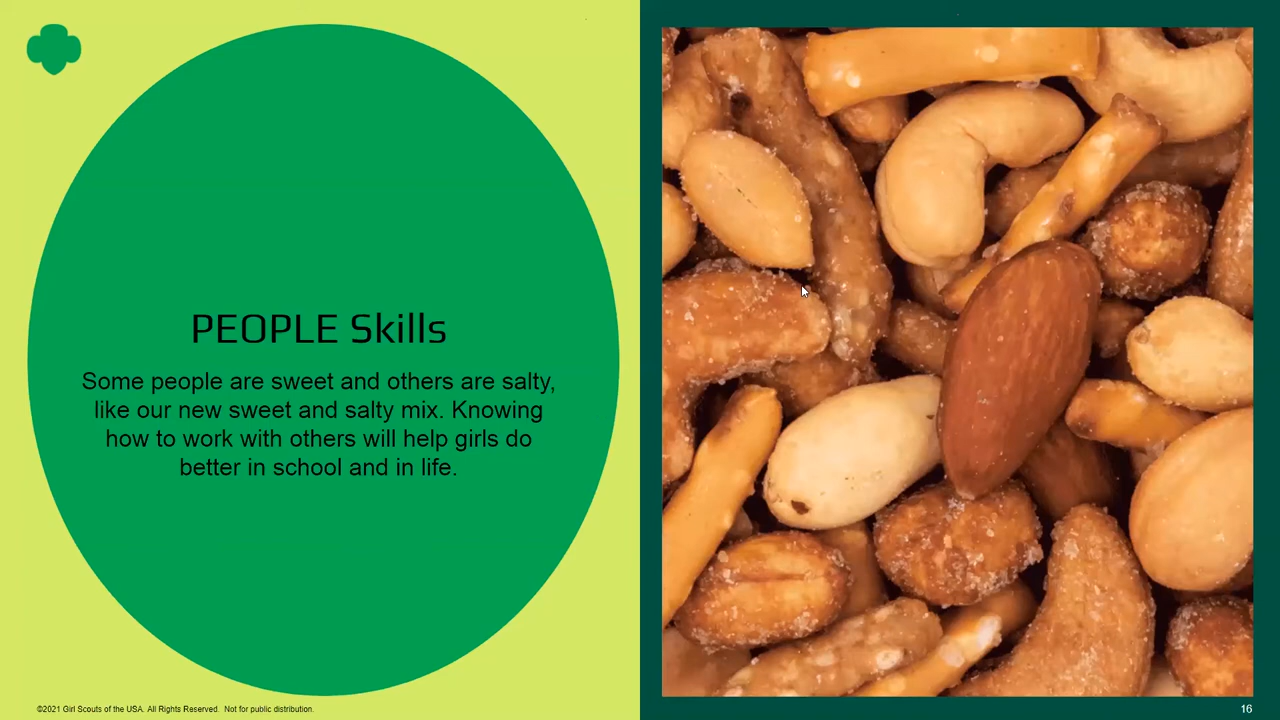 PEOPLE Skills
Some people are sweet and others are salty,
like our new sweet and salty mix. Knowing
how to work with others will help girls do
better in school and in life.
©2021 Girl Scouts of the USA. All Rights Reserved. Not for public distribution.
16